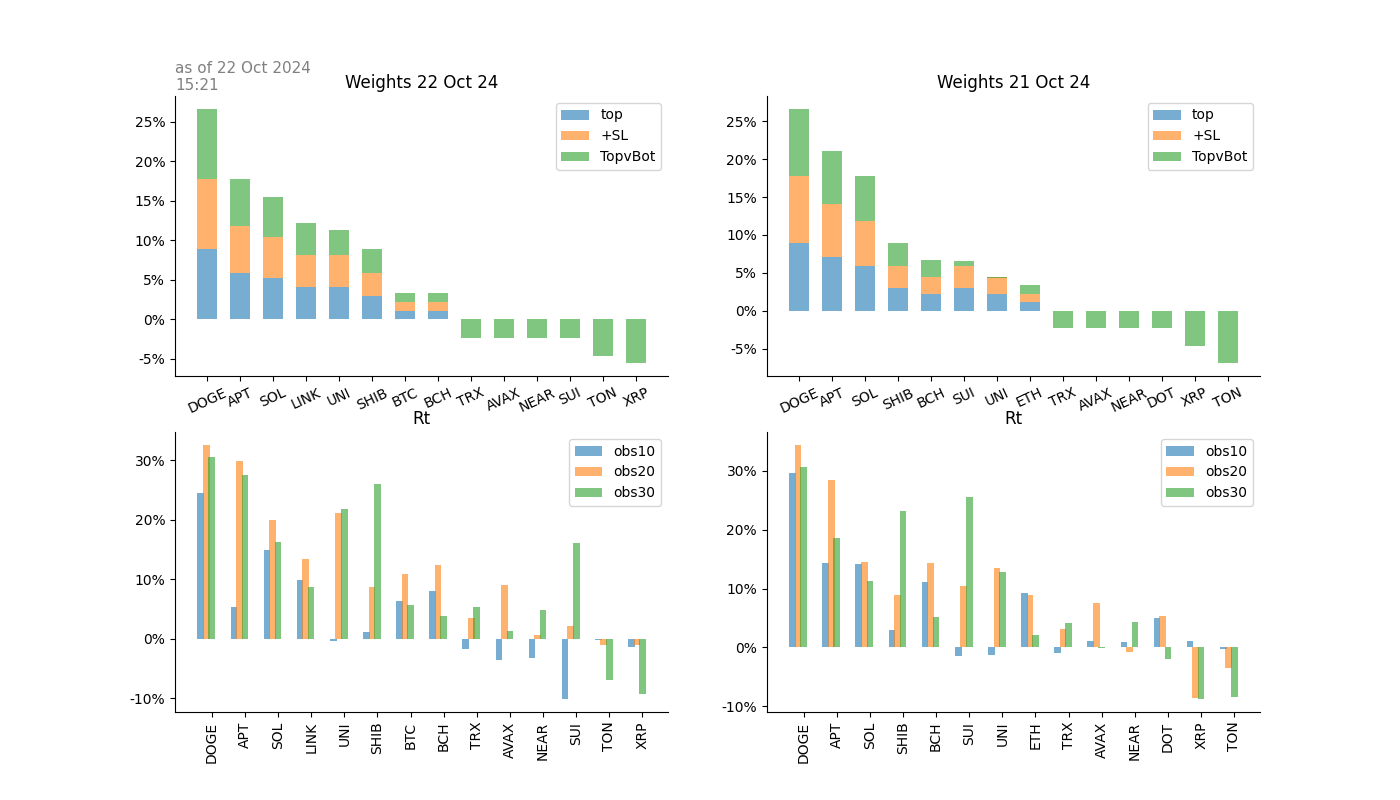 as of 22 Oct 2024
15:21
Weights 22 Oct 24
25%
20%
15%
10%
5%
0%
-5%
top
+SL
TopvBot
DOGE APT SOL LINK UNI SHIB BTC BCH TRX AVAX NEAR SUI TON XRP
Weights 21 Oct 24
25%
20%
15%
10%
5%
0%
-5%
top
+SL
TopvBot
DOGE APT SOL SHIB BCH SUI UNI ETH TRX AVAX NEAR DOT XRP TON
Rt
30%
20%
10%
0%
-10%
obs10
obs20
obs30
DOGE APT SOL LINK UNI SHIB BTC BCH TRX AVAX NEAR SUI TON XRP
Rt
30%
20%
10%
0%
-10%
obs10
obs20
obs30
DOGE APT SOL SHIB BCH SUI UNI ETH TRX AVAX NEAR DOT XRP TON